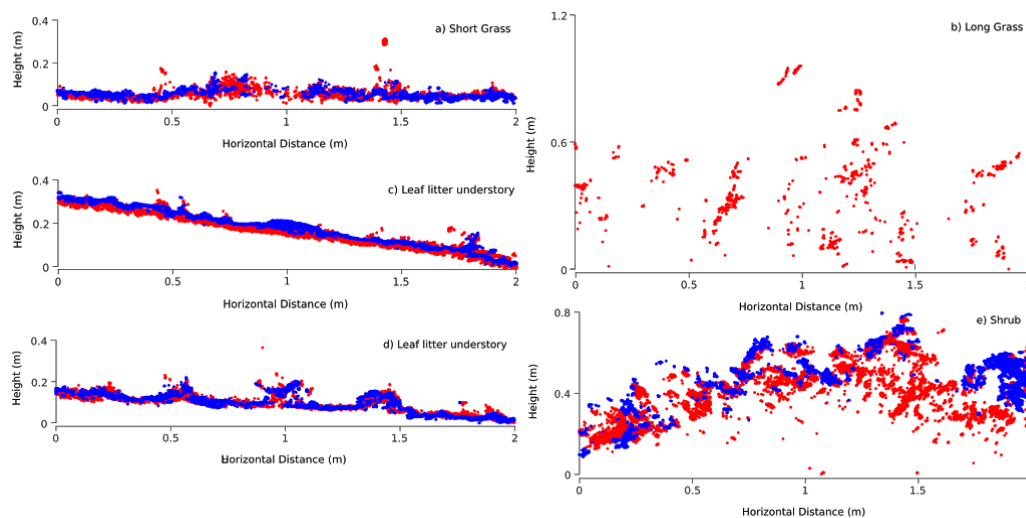 a) Short Grass
Height (m)
0.4
0.2
0
0 0.5 1 1.5 2
Horizontal Distance (m)
b) Long Grass
Height (m)
1.2
0.6
0
0 0.5 1 1.5
Horizontal Distance (m)
c) Leaf litter understory
Height (m)
0.4
0.2
0
0 0.5 1 1.5 2
Horizontal Distance (m)
d) Leaf litter understory
Height (m)
0.4
0.2
0
0 0.5 1 1.5 2
Horizontal Distance (m)
e) Shrub
Height (m)
0.8
0.4
0
0 0.5 1 1.5
Horizontal Distance (m)